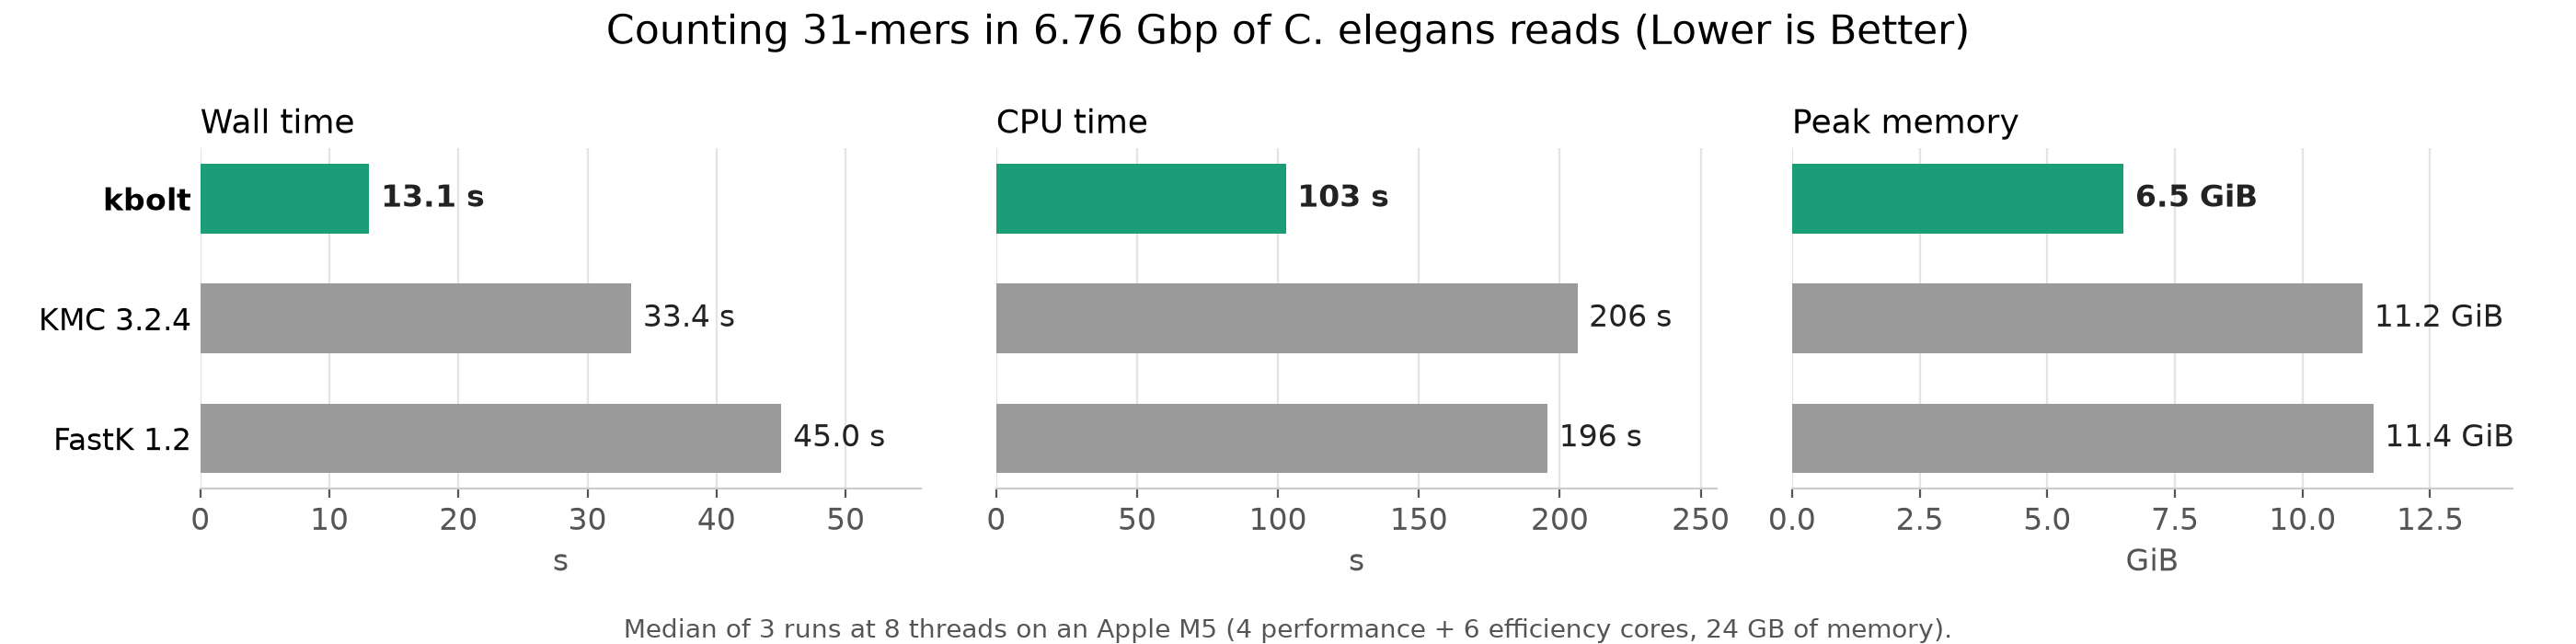 Counting 31-mers in 6.76 Gbp of C. elegans reads (Lower is Better)
Wall time
kbolt
13.1 s
KMC 3.2.4
33.4 s
FastK 1.2
45.0 s
0 10 20 30 40 50
s
CPU time
103 s
206 s
196 s
0 50 100 150 200 250
s
Peak memory
6.5 GiB
11.2 GiB
11.4 GiB
0.0 2.5 5.0 7.5 10.0 12.5
GiB
Median of 3 runs at 8 threads on an Apple M5 (4 performance + 6 efficiency cores, 24 GB of memory).